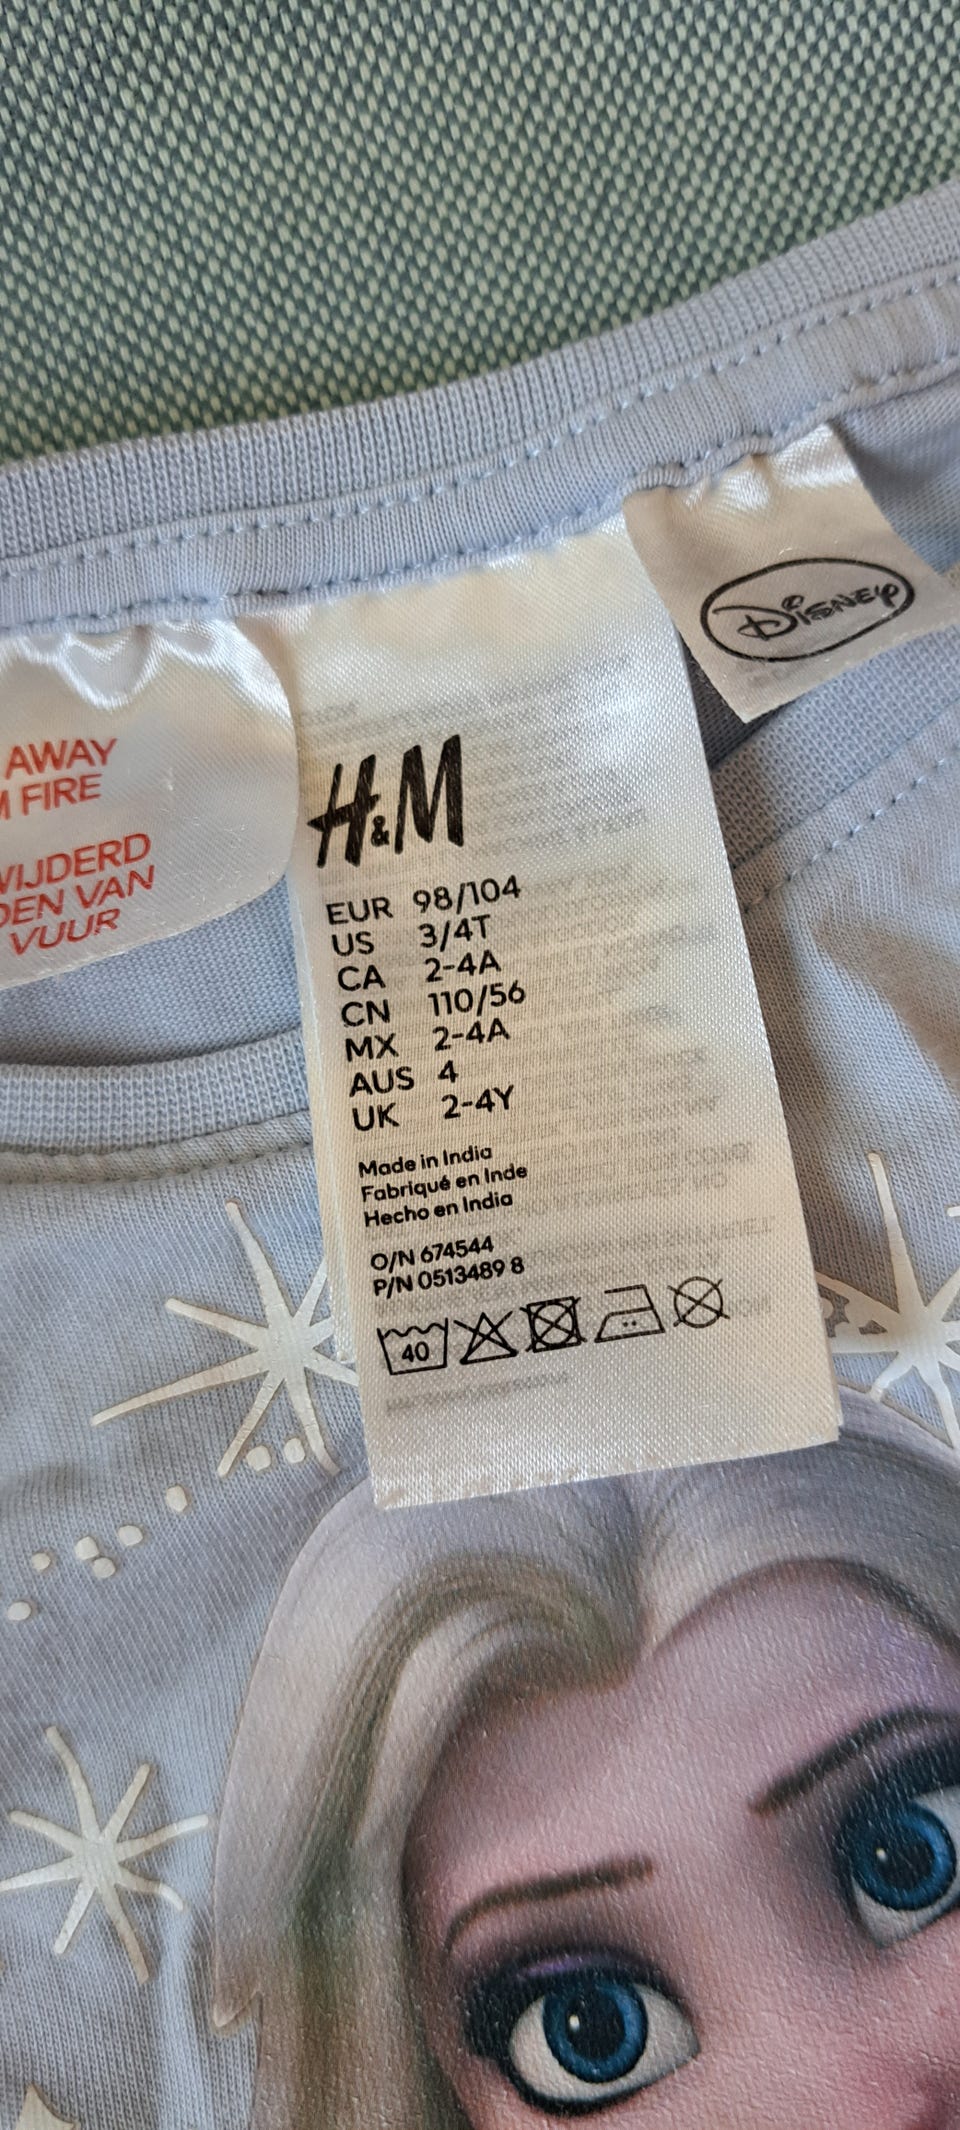 AWAY
FIRE
WIJDERD
DEN VAN
VUUR
H&M
EUR 98/104
US 3/4T
CA 2-4A
CN 110/56
MX 2-4A
AUS 4
UK 2-4Y
Made in India
Fabriqué en Inde
Hecho en India
O/N 674544
P/N 0513489 8
40
Disney